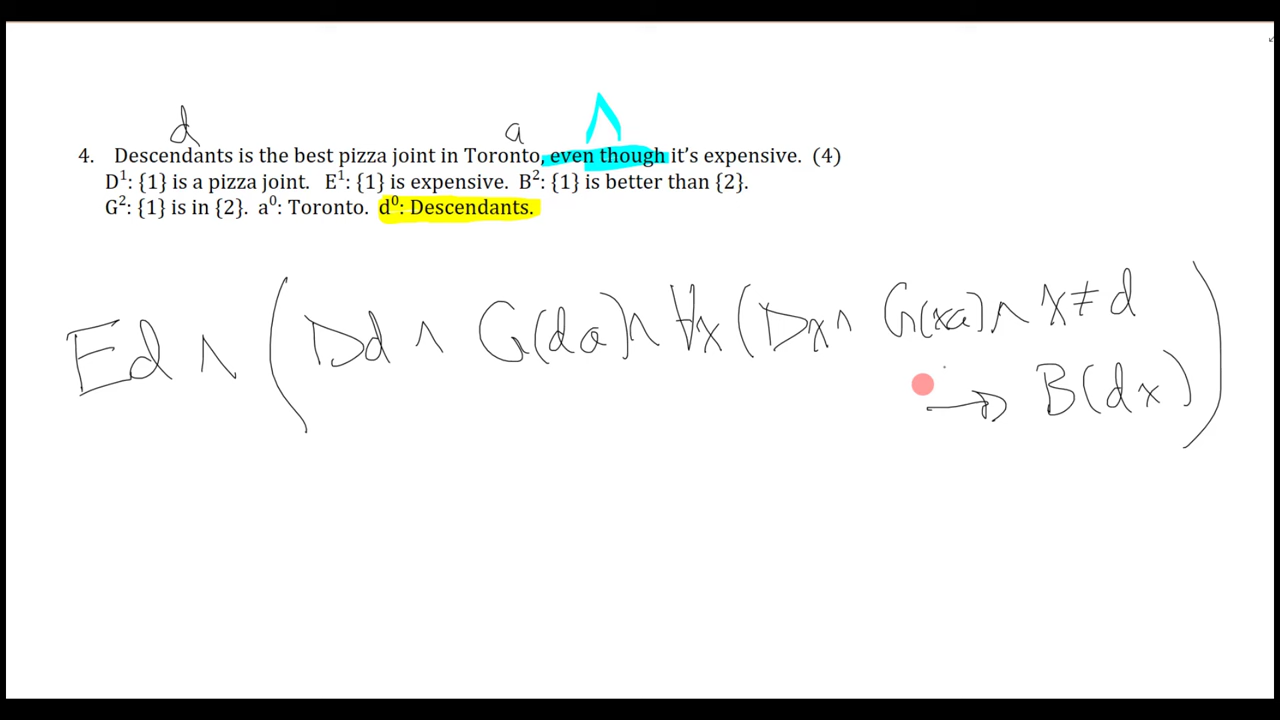 d a ∧
4. Descendants is the best pizza joint in Toronto, even though it's expensive. (4)
D¹: {1} is a pizza joint. E¹: {1} is expensive. B²: {1} is better than {2}.
G²: {1} is in {2}. a⁰: Toronto. d⁰: Descendants.
Ed ∧ (Dd ∧ G(da) ∧ ∀x (Dx ∧ G(xa) ∧ x ≠ d
→ B(dx))